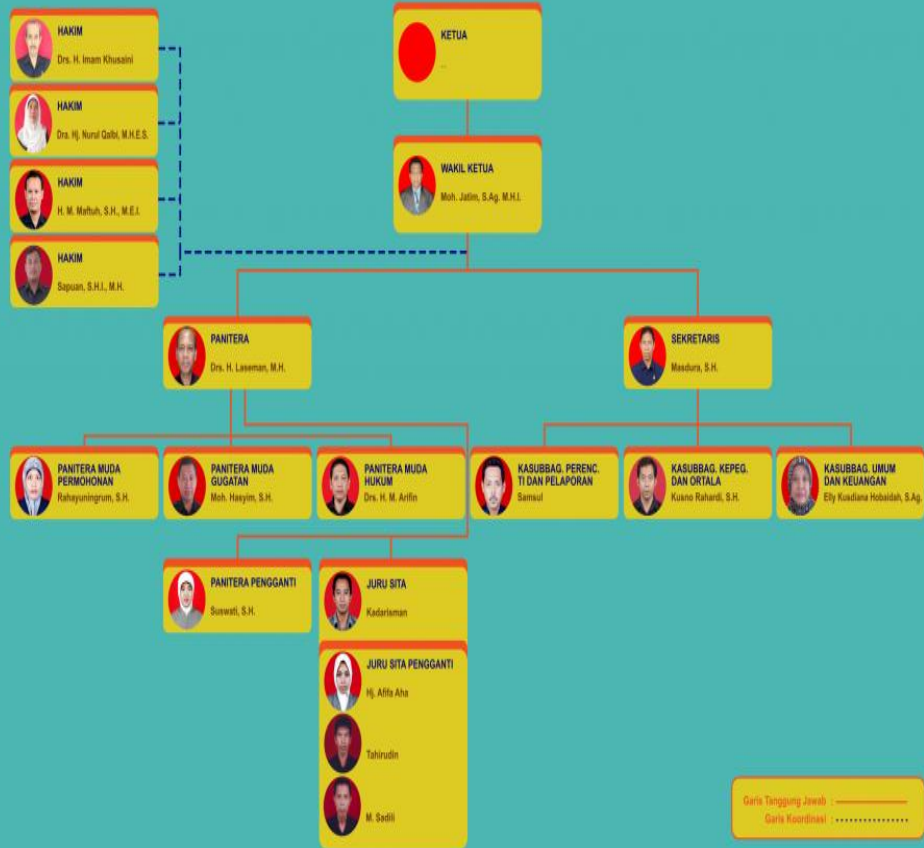 HAKIM
Drs. H. Imam Khusaini
HAKIM
Dra. Hj. Nurul Qalbi, M.H.E.S.
HAKIM
H. M. Maftuh, S.H., M.E.I.
HAKIM
Sapuan, S.H.I., M.H.
KETUA
...
WAKIL KETUA
Moh. Jatim, S.Ag. M.H.I.
PANITERA
Drs. H. Laseman, M.H.
SEKRETARIS
Masdura, S.H.
PANITERA MUDA
PERMOHONAN
Rahayuningrum, S.H.
PANITERA MUDA
GUGATAN
Moh. Hasyim, S.H.
PANITERA MUDA
HUKUM
Drs. H. M. Arifin
KASUBBAG. PERENC.
TI DAN PELAPORAN
Samsul
KASUBBAG. KEPEG.
DAN ORTALA
Kusno Rahardi, S.H.
KASUBBAG. UMUM
DAN KEUANGAN
Elly Kusdiana Hobaidah, S.Ag.
PANITERA PENGGANTI
Suswati, S.H.
JURU SITA
Kadarisman
JURU SITA PENGGANTI
Hj. Afifa Aha
Tahirudin
M. Sadili
Garis Tanggung Jawab :
Garis Koordinasi :